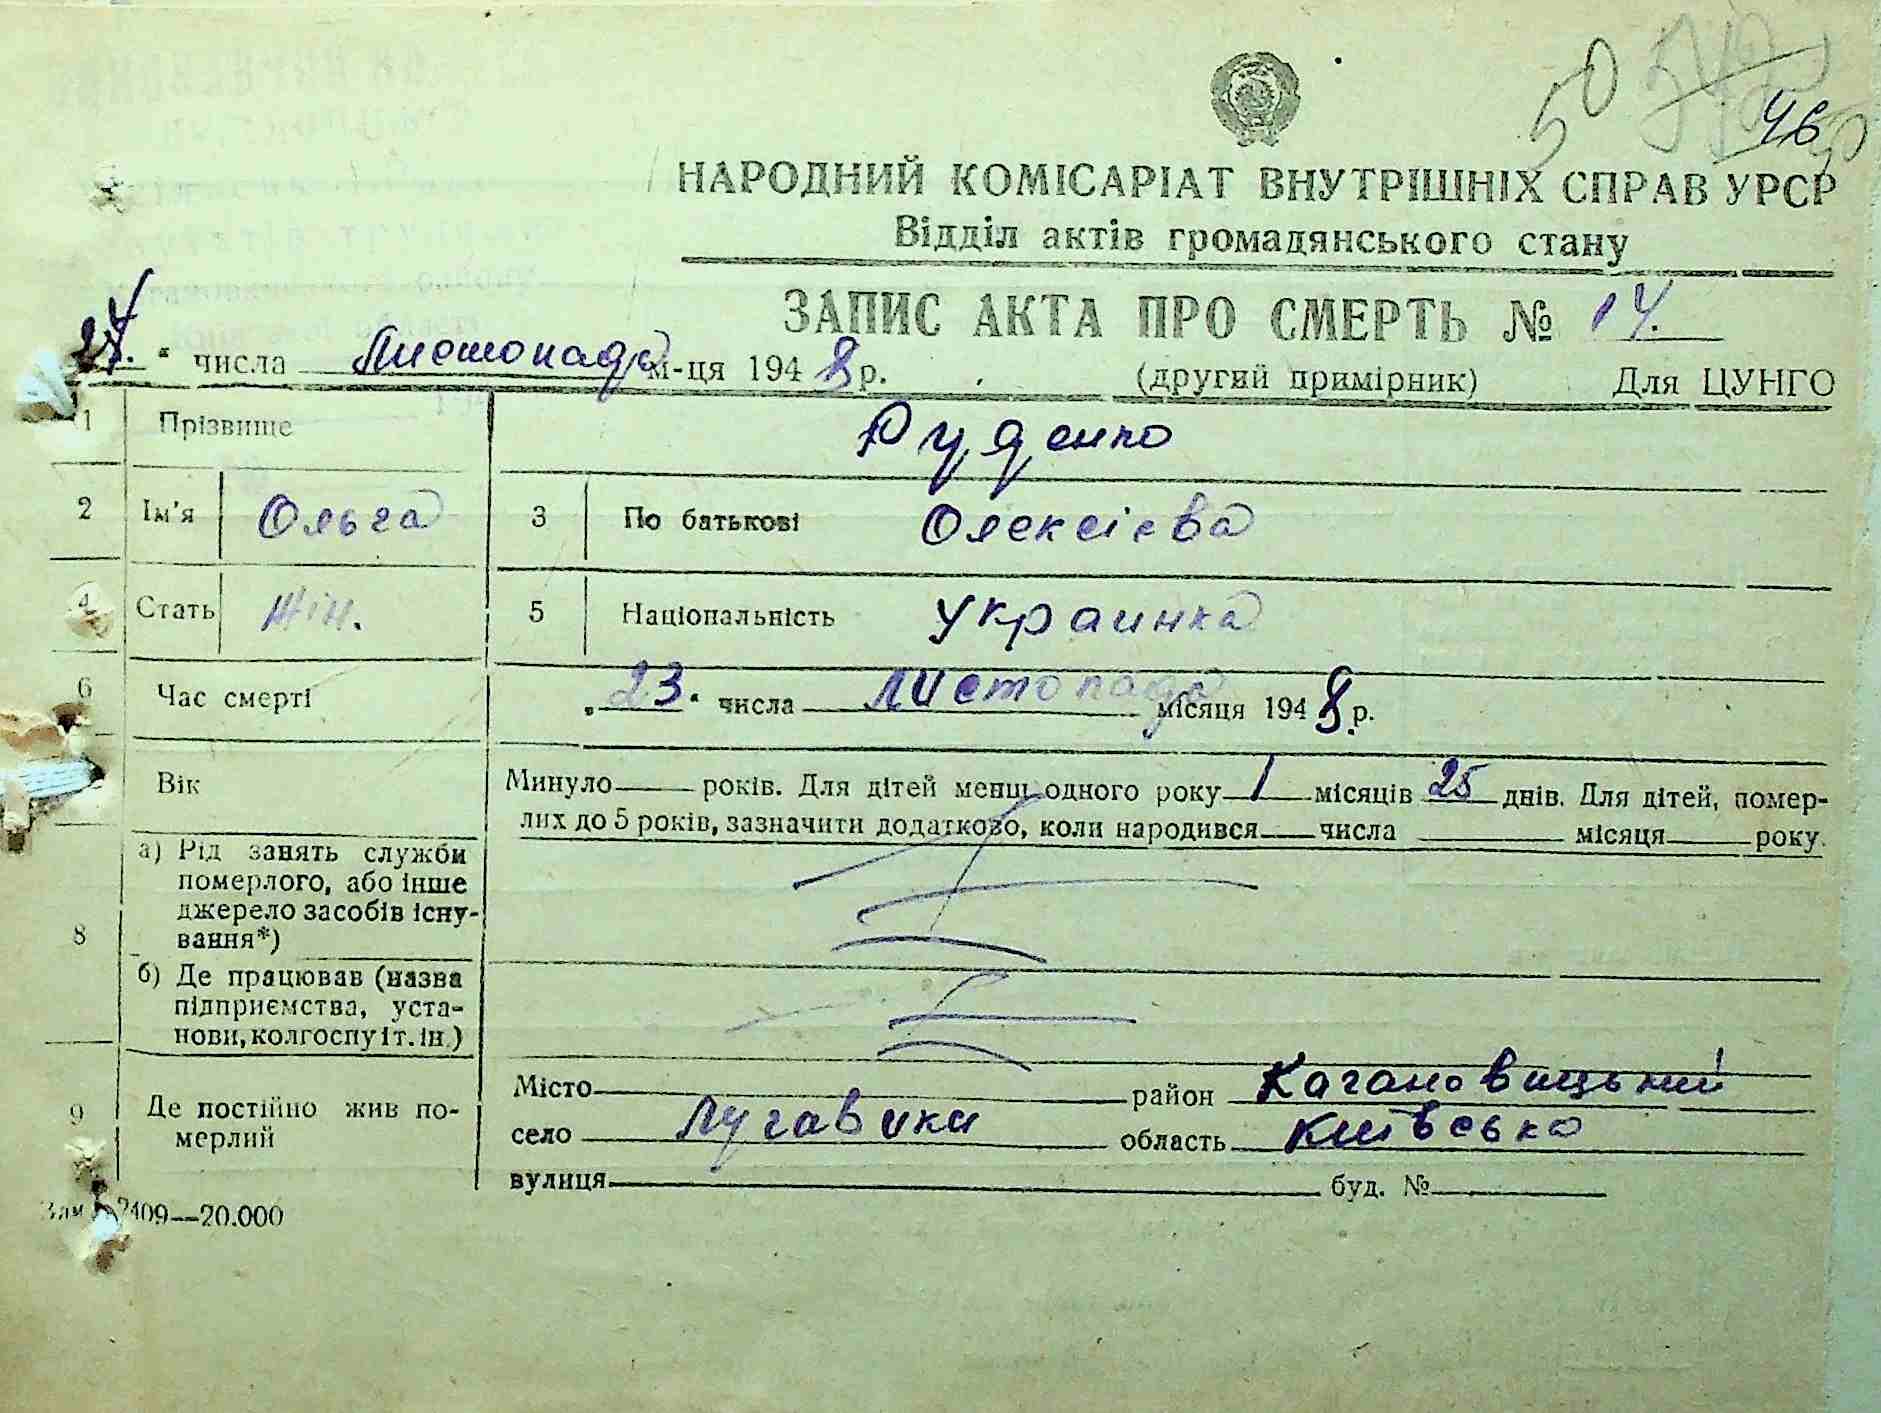 50
46
НАРОДНИЙ КОМІСАРІАТ ВНУТРІШНІХ СПРАВ УРСР
Відділ актів громадянського стану
ЗАПИС АКТА ПРО СМЕРТЬ № 14.
24. " числа Листопада м-ця 1948 р. (другий примірник) Для ЦУНГО
1 Прізвище Руденко
2 Ім'я Ольга 3 По батькові Олексієва
4 Стать Жін. 5 Національність Украинка
6 Час смерті „23." числа Листопада місяця 1948 р.
Вік Минуло років. Для дітей менш одного року 1 місяців 25 днів. Для дітей, помер-
лих до 5 років, зазначити додатково, коли народився числа місяця року.
8 а) Рід занять служби
померлого, або інше
джерело засобів існу-
вання*)
б) Де працював (назва
підприємства, уста-
нови, колгоспу і т. ін.)
9 Де постійно жив по-
мерлий
Місто район Кагановицький
село Лугавики область Київсько
вулиця буд. №
Зам. 2409—20.000